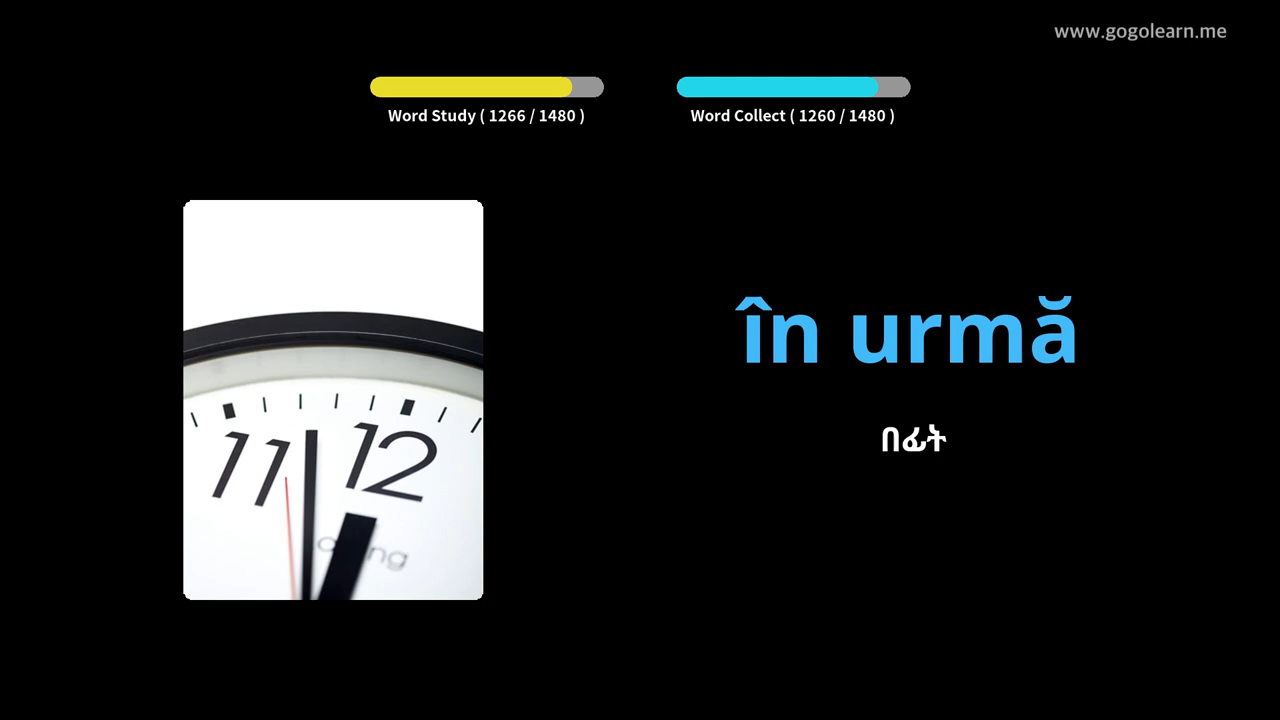 www.gogolearn.me
Word Study ( 1266 / 1480 )
Word Collect ( 1260 / 1480 )
11 12
în urmă
በፊት